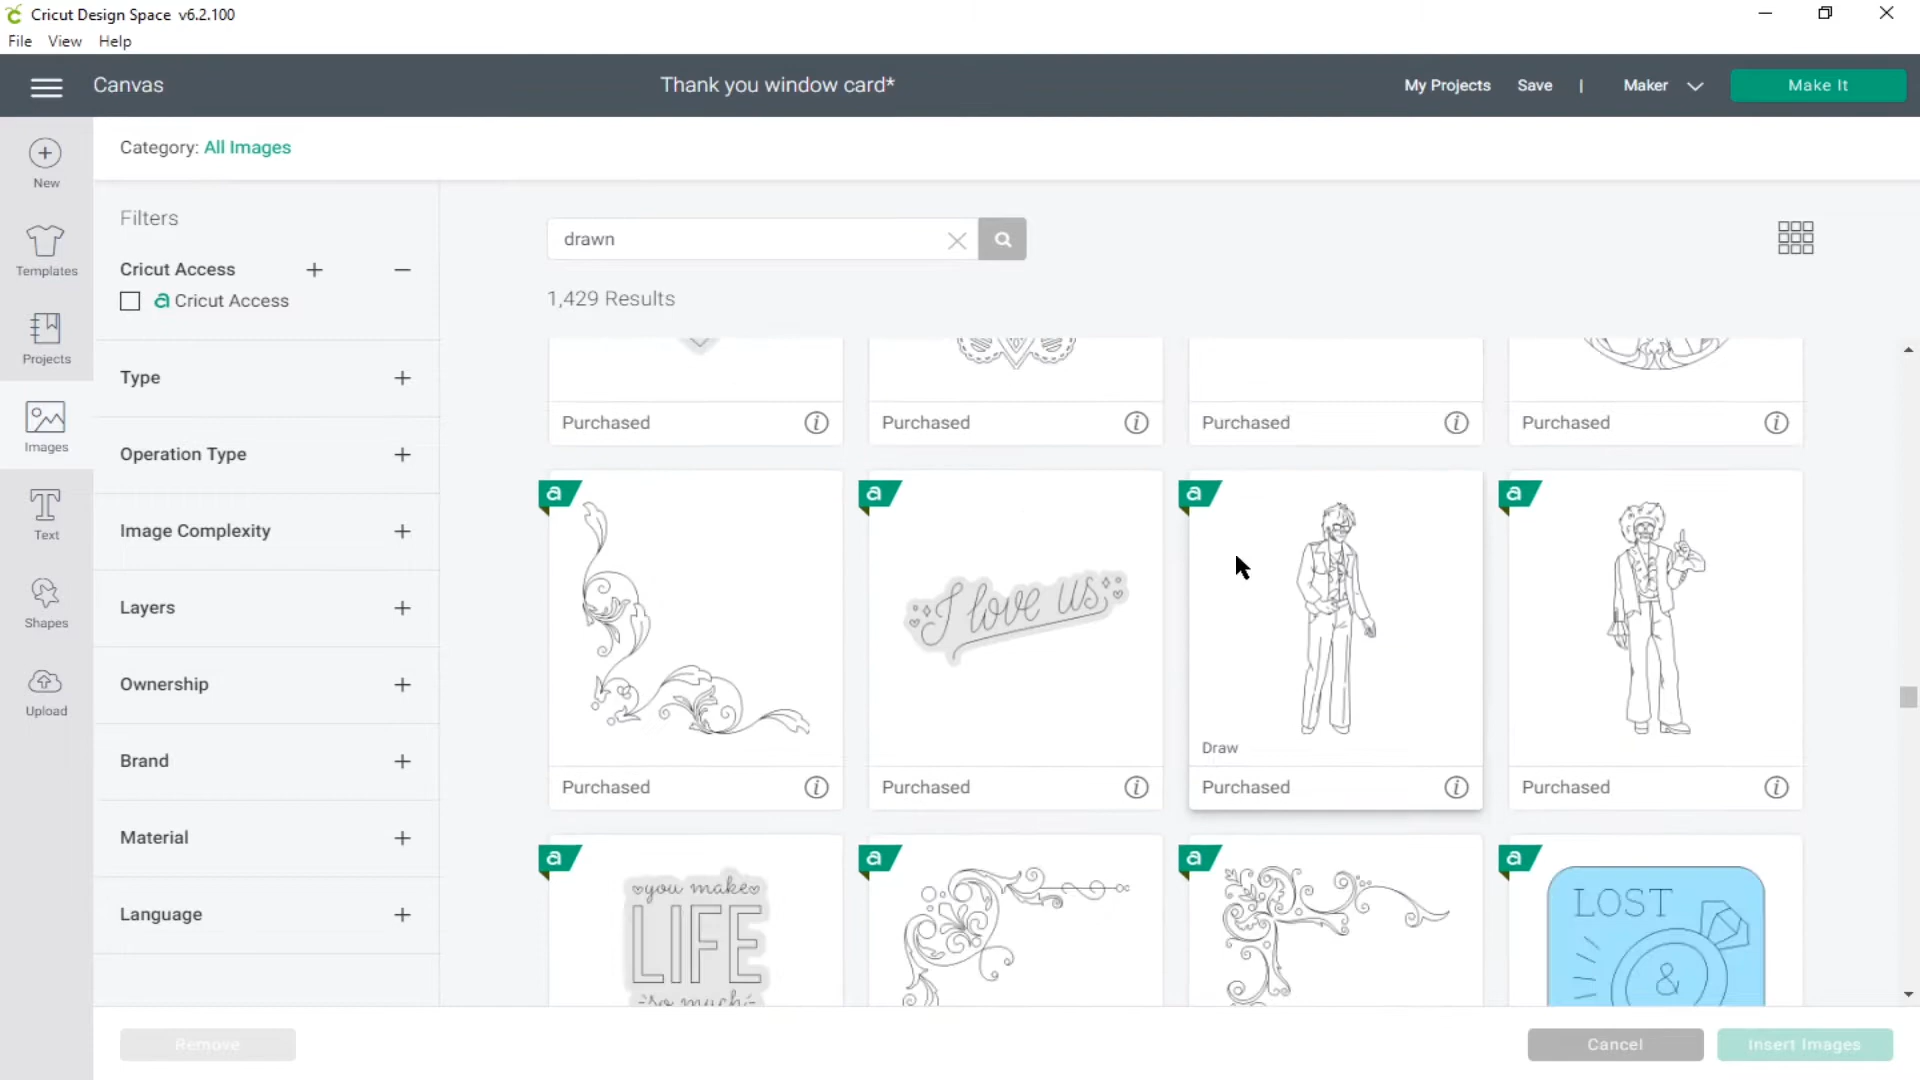 Cricut Design Space v6.2.100
File View Help
Canvas
Thank you window card*
My Projects Save | Maker
Make It
New
Templates
Projects
Images
Text
Shapes
Upload
Category: All Images
Filters
Cricut Access + −
a Cricut Access
Type +
Operation Type +
Image Complexity +
Layers +
Ownership +
Brand +
Material +
Language +
drawn
1,429 Results
Purchased
Purchased
Purchased
Purchased
a
Purchased
a
I love us
Purchased
a
Draw
Purchased
a
Purchased
a
you make
LIFE
so much
a
a
a
LOST
&
Remove
Cancel
Insert Images